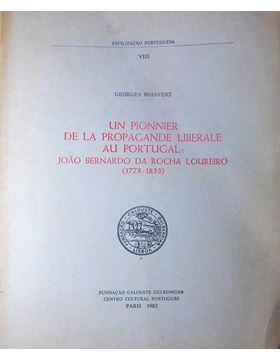 CIVILIZAÇÃO PORTUGUESA
VIII
GEORGES BOISVERT
UN PIONNIER
DE LA PROPAGANDE LIBERALE
AU PORTUGAL:
JOÃO BERNARDO DA ROCHA LOUREIRO
(1778-1853)
FUNDAÇÃO CALOUSTE GULBENKIAN
CENTRO CULTURAL PORTUGUÊS
PARIS 1982